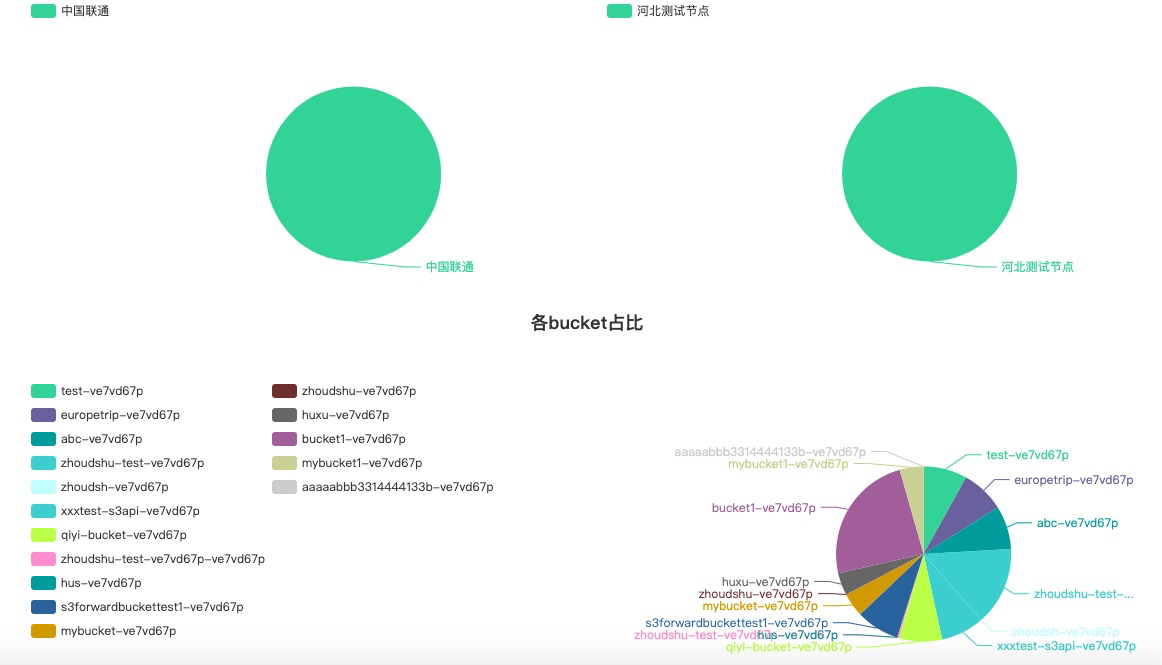 中国联通
河北测试节点
中国联通
河北测试节点
各bucket占比
test-ve7vd67p
europetrip-ve7vd67p
abc-ve7vd67p
zhoudshu-test-ve7vd67p
zhoudsh-ve7vd67p
xxxtest-s3api-ve7vd67p
qiyi-bucket-ve7vd67p
zhoudshu-test-ve7vd67p-ve7vd67p
hus-ve7vd67p
s3forwardbuckettest1-ve7vd67p
mybucket-ve7vd67p
zhoudshu-ve7vd67p
huxu-ve7vd67p
bucket1-ve7vd67p
mybucket1-ve7vd67p
aaaaabbb3314444133b-ve7vd67p
aaaaabbb3314444133b-ve7vd67p
mybucket1-ve7vd67p
bucket1-ve7vd67p
huxu-ve7vd67p
zhoudshu-ve7vd67p
mybucket-ve7vd67p
s3forwardbuckettest1-ve7vd67p
zhoudshu-test-ve7vd
hus-ve7vd67p
qiyi-bucket-ve7vd67p
test-ve7vd67p
europetrip-ve7vd67p
abc-ve7vd67p
zhoudshu-test-...
zhoudsh-ve7vd67p
xxxtest-s3api-ve7vd67p